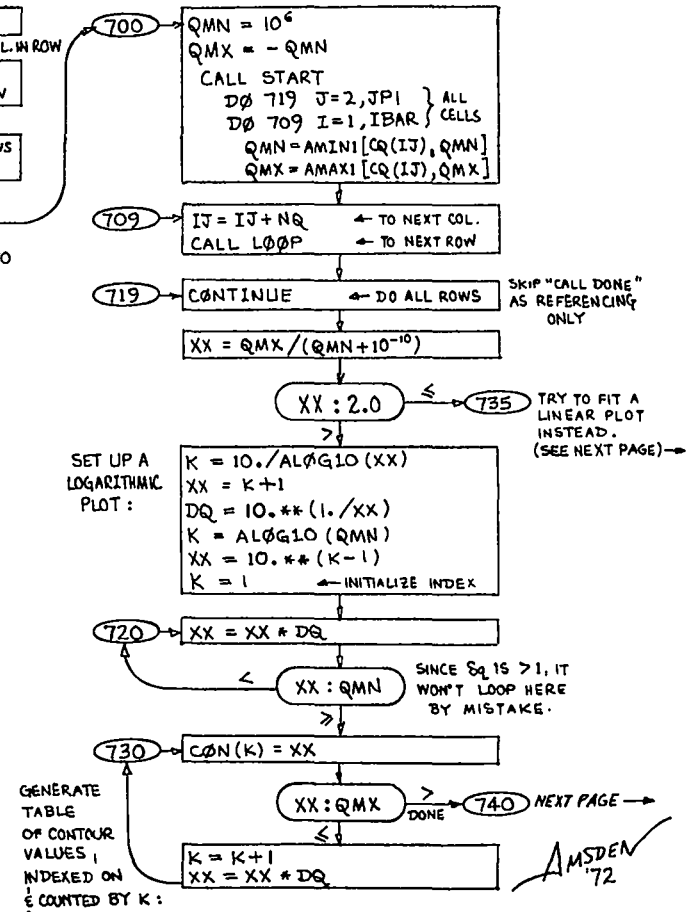 L. IN ROW
V
WS
O
700
QMN = 10⁶
QMX = - QMN
CALL START
DØ 719 J=2,JP1 } ALL
DØ 709 I=1,IBAR } CELLS
QMN=AMIN1[CQ(IJ),QMN]
QMX=AMAX1[CQ(IJ),QMX]
709
IJ=IJ+NQ ← TO NEXT COL.
CALL LØØP ← TO NEXT ROW
719
CØNTINUE ← DO ALL ROWS
SKIP "CALL DONE"
AS REFERENCING
ONLY
XX = QMX/(QMN+10⁻¹⁰)
XX : 2.0
≤
735
TRY TO FIT A
LINEAR PLOT
INSTEAD.
(SEE NEXT PAGE)→
>
SET UP A
LOGARITHMIC
PLOT :
K = 10./ALØG10(XX)
XX = K+1
DQ = 10.**(1./XX)
K = ALØG10(QMN)
XX = 10.**(K-1)
K = 1 ← INITIALIZE INDEX
720
XX = XX * DQ
<
XX : QMN
SINCE δq IS >1, IT
WON'T LOOP HERE
BY MISTAKE.
≥
730
CØN(K) = XX
GENERATE
TABLE
OF CONTOUR
VALUES,
INDEXED ON
& COUNTED BY K :
XX : QMX
>
DONE
740
NEXT PAGE →
≤
K = K+1
XX = XX * DQ
AMSDEN
'72